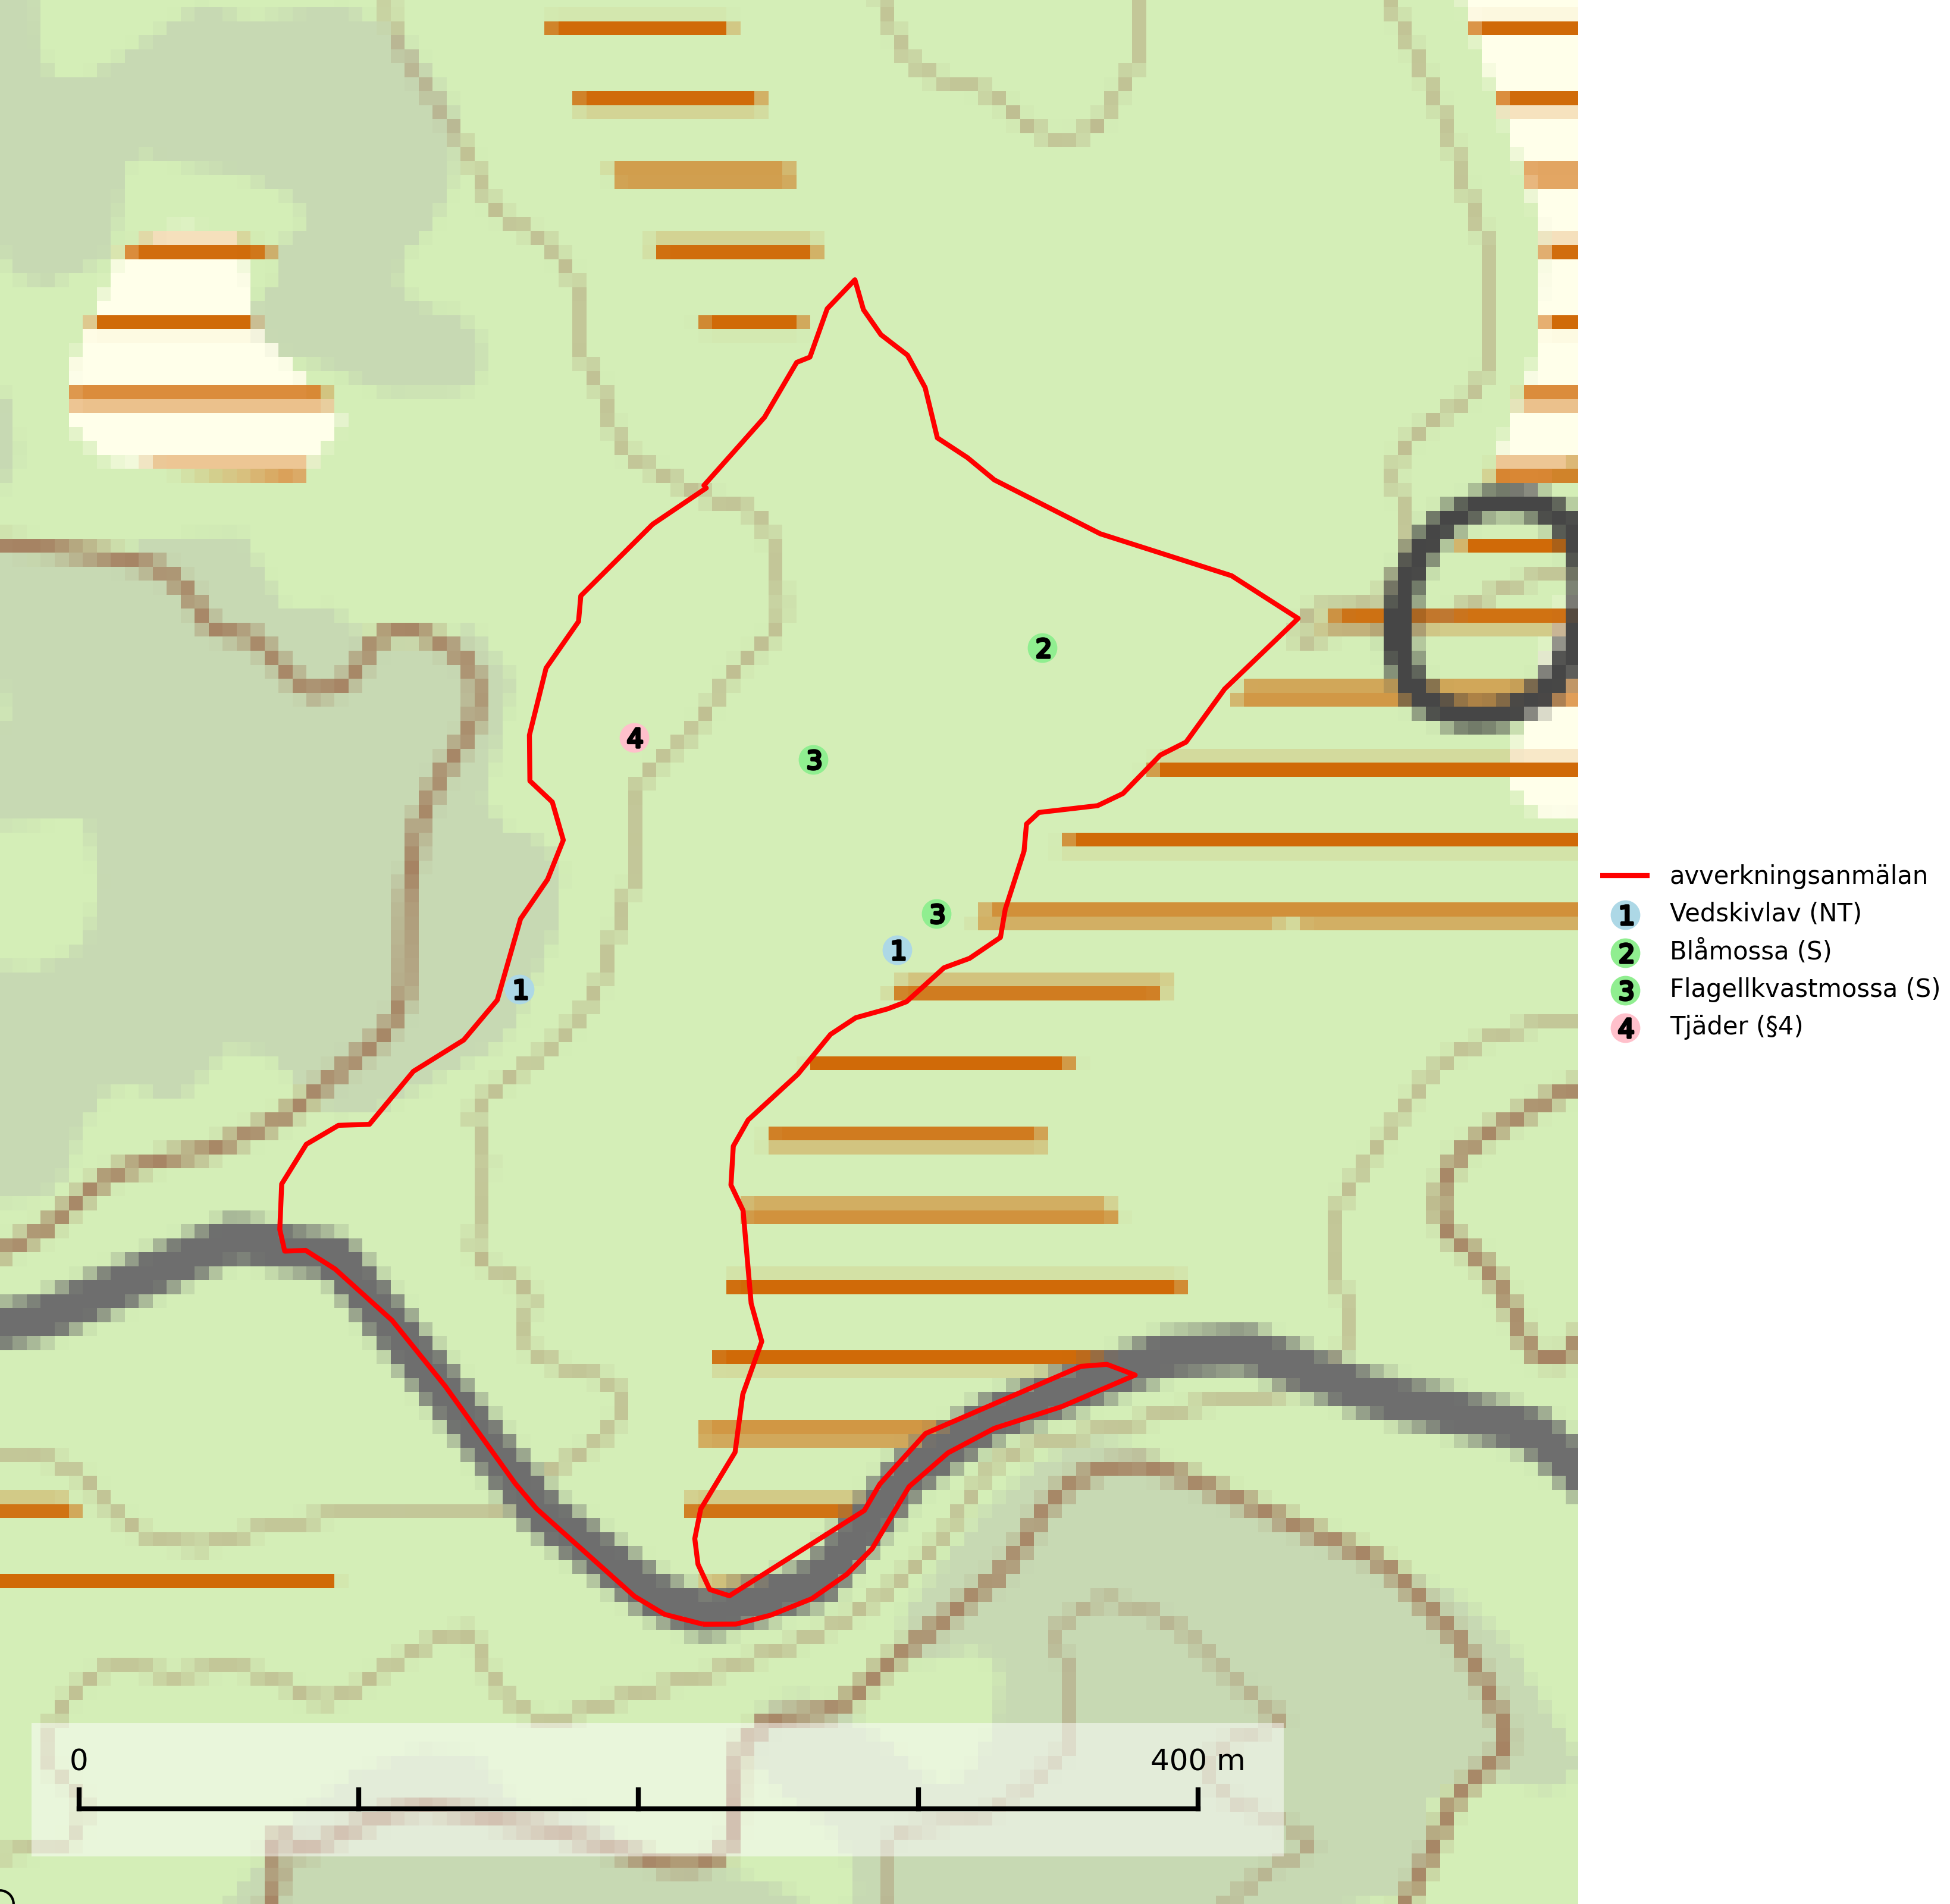 2
4
3
3
1
1
avverkningsanmälan
1 Vedskivlav (NT)
2 Blåmossa (S)
3 Flagellkvastmossa (S)
4 Tjäder (§4)
0 400 m